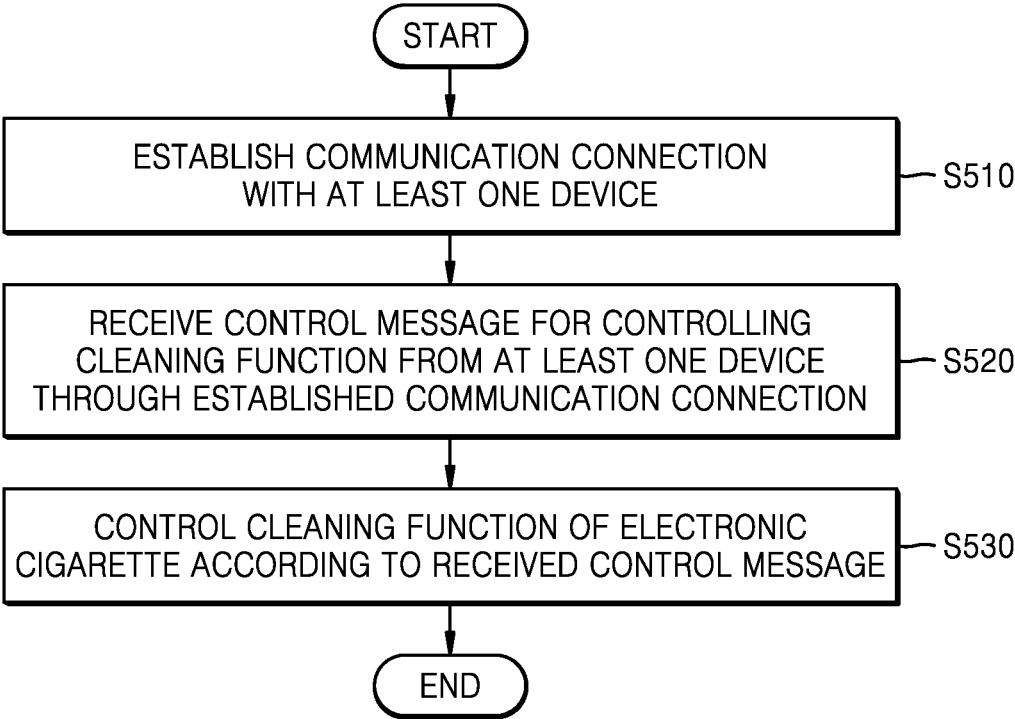 START
ESTABLISH COMMUNICATION CONNECTION
WITH AT LEAST ONE DEVICE
S510
RECEIVE CONTROL MESSAGE FOR CONTROLLING
CLEANING FUNCTION FROM AT LEAST ONE DEVICE
THROUGH ESTABLISHED COMMUNICATION CONNECTION
S520
CONTROL CLEANING FUNCTION OF ELECTRONIC
CIGARETTE ACCORDING TO RECEIVED CONTROL MESSAGE
S530
END